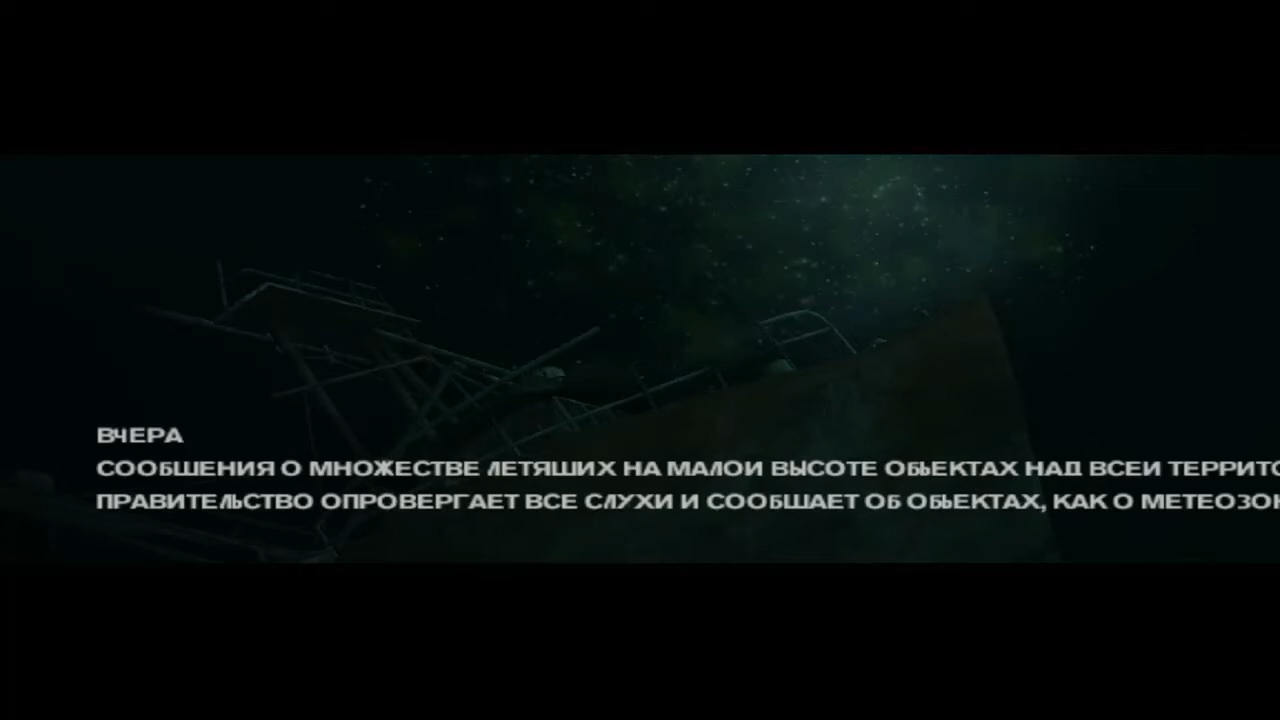 ВЧЕРА
СООБШЕНИЯ О МНОЖЕСТВЕ ЛЕТЯШИХ НА МАЛОИ ВЫСОТЕ ОБЬЕКТАХ НАД ВСЕИ ТЕРРИТО
ПРАВИТЕЛЬСТВО ОПРОВЕРГАЕТ ВСЕ СЛУХИ И СООБШАЕТ ОБ ОБЬЕКТАХ, КАК О МЕТЕОЗОН